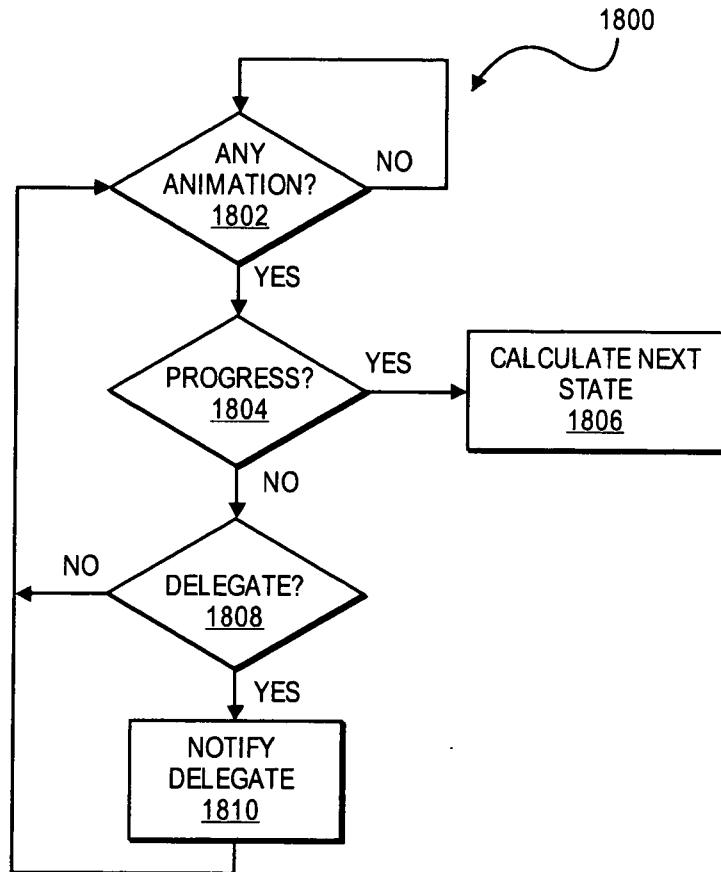 1800
ANY
ANIMATION?
1802
NO
YES
PROGRESS?
1804
YES
CALCULATE NEXT
STATE
1806
NO
DELEGATE?
1808
NO
YES
NOTIFY
DELEGATE
1810